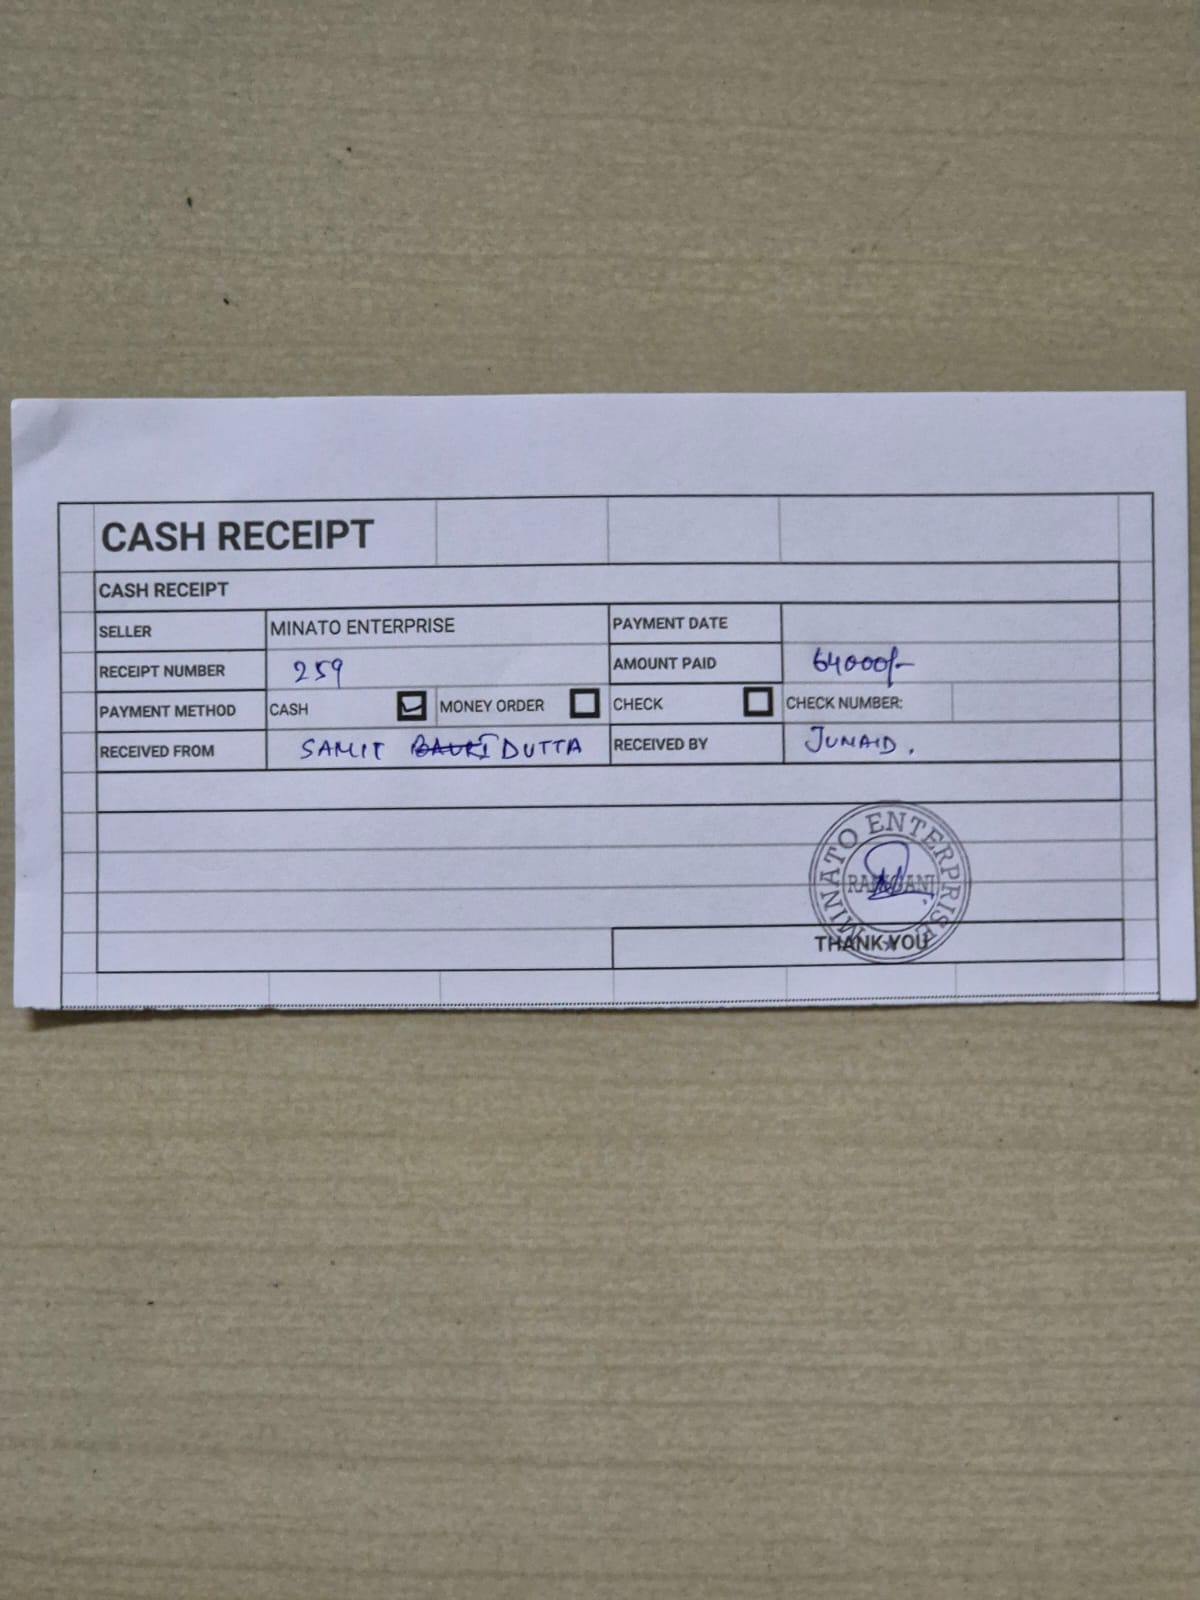 CASH RECEIPT
CASH RECEIPT
SELLER MINATO ENTERPRISE PAYMENT DATE
RECEIPT NUMBER 259 AMOUNT PAID 64000/-
PAYMENT METHOD CASH MONEY ORDER CHECK CHECK NUMBER:
RECEIVED FROM SAMIT BAURI DUTTA RECEIVED BY JUNAID.
MINATO ENTERPRISE
THANK YOU